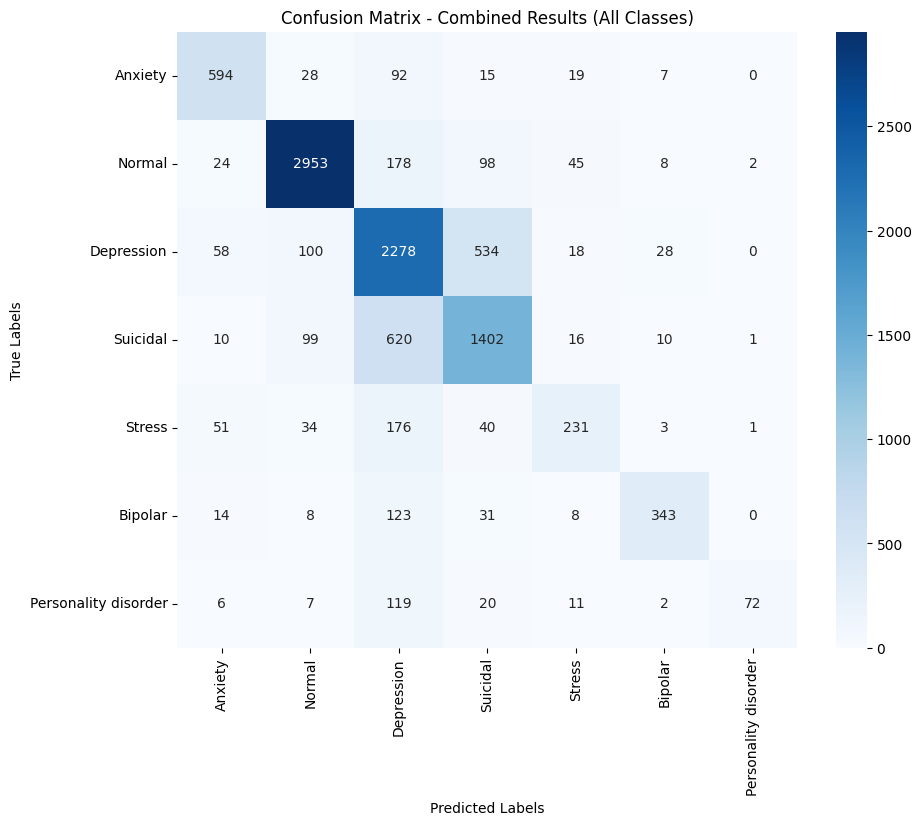 Confusion Matrix - Combined Results (All Classes)
True Labels
Anxiety 594 28 92 15 19 7 0
Normal 24 2953 178 98 45 8 2
Depression 58 100 2278 534 18 28 0
Suicidal 10 99 620 1402 16 10 1
Stress 51 34 176 40 231 3 1
Bipolar 14 8 123 31 8 343 0
Personality disorder 6 7 119 20 11 2 72
Anxiety
Normal
Depression
Suicidal
Stress
Bipolar
Personality disorder
Predicted Labels
2500
2000
1500
1000
500
0